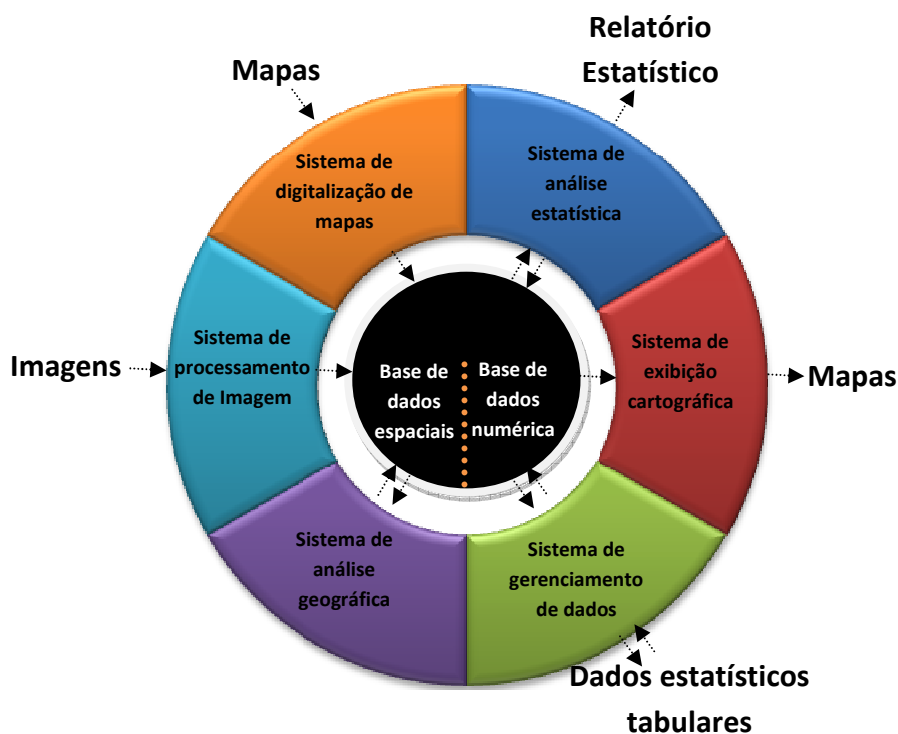 Relatório
Estatístico
Mapas
Sistema de
digitalização de
mapas
Sistema de
análise
estatística
Imagens
Sistema de
processamento
de Imagem
Base de
dados
espaciais
Base de
dados
numérica
Sistema de
exibição
cartográfica
Mapas
Sistema de
análise
geográfica
Sistema de
gerenciamento
de dados
Dados estatísticos
tabulares